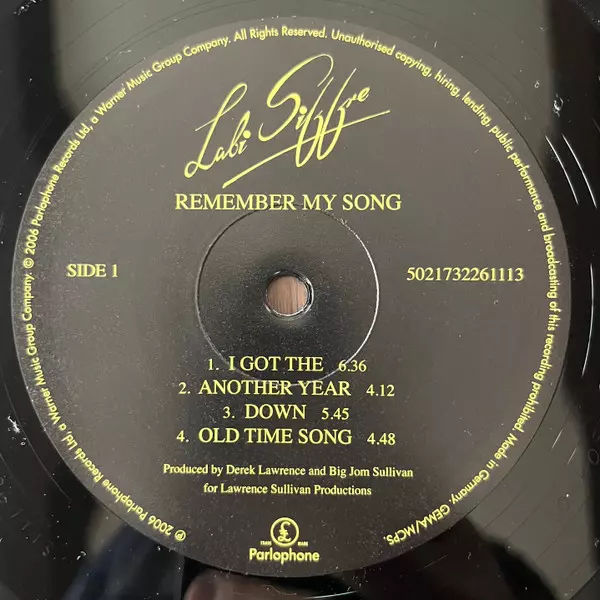 Labi Siffre
REMEMBER MY SONG
SIDE 1
5021732261113
1. I GOT THE 6.36
2. ANOTHER YEAR 4.12
3. DOWN 5.45
4. OLD TIME SONG 4.48
Produced by Derek Lawrence and Big Jom Sullivan
for Lawrence Sullivan Productions
TRADE MARK
Parlophone
℗ 2006 Parlophone Records Ltd, a Warner Music Group Company. © 2006 Parlophone Records Ltd, a Warner Music Group Company. All Rights Reserved. Unauthorised copying, hiring, lending, public performance and broadcasting of this recording prohibited. Made in Germany. GEMA/MCPS.